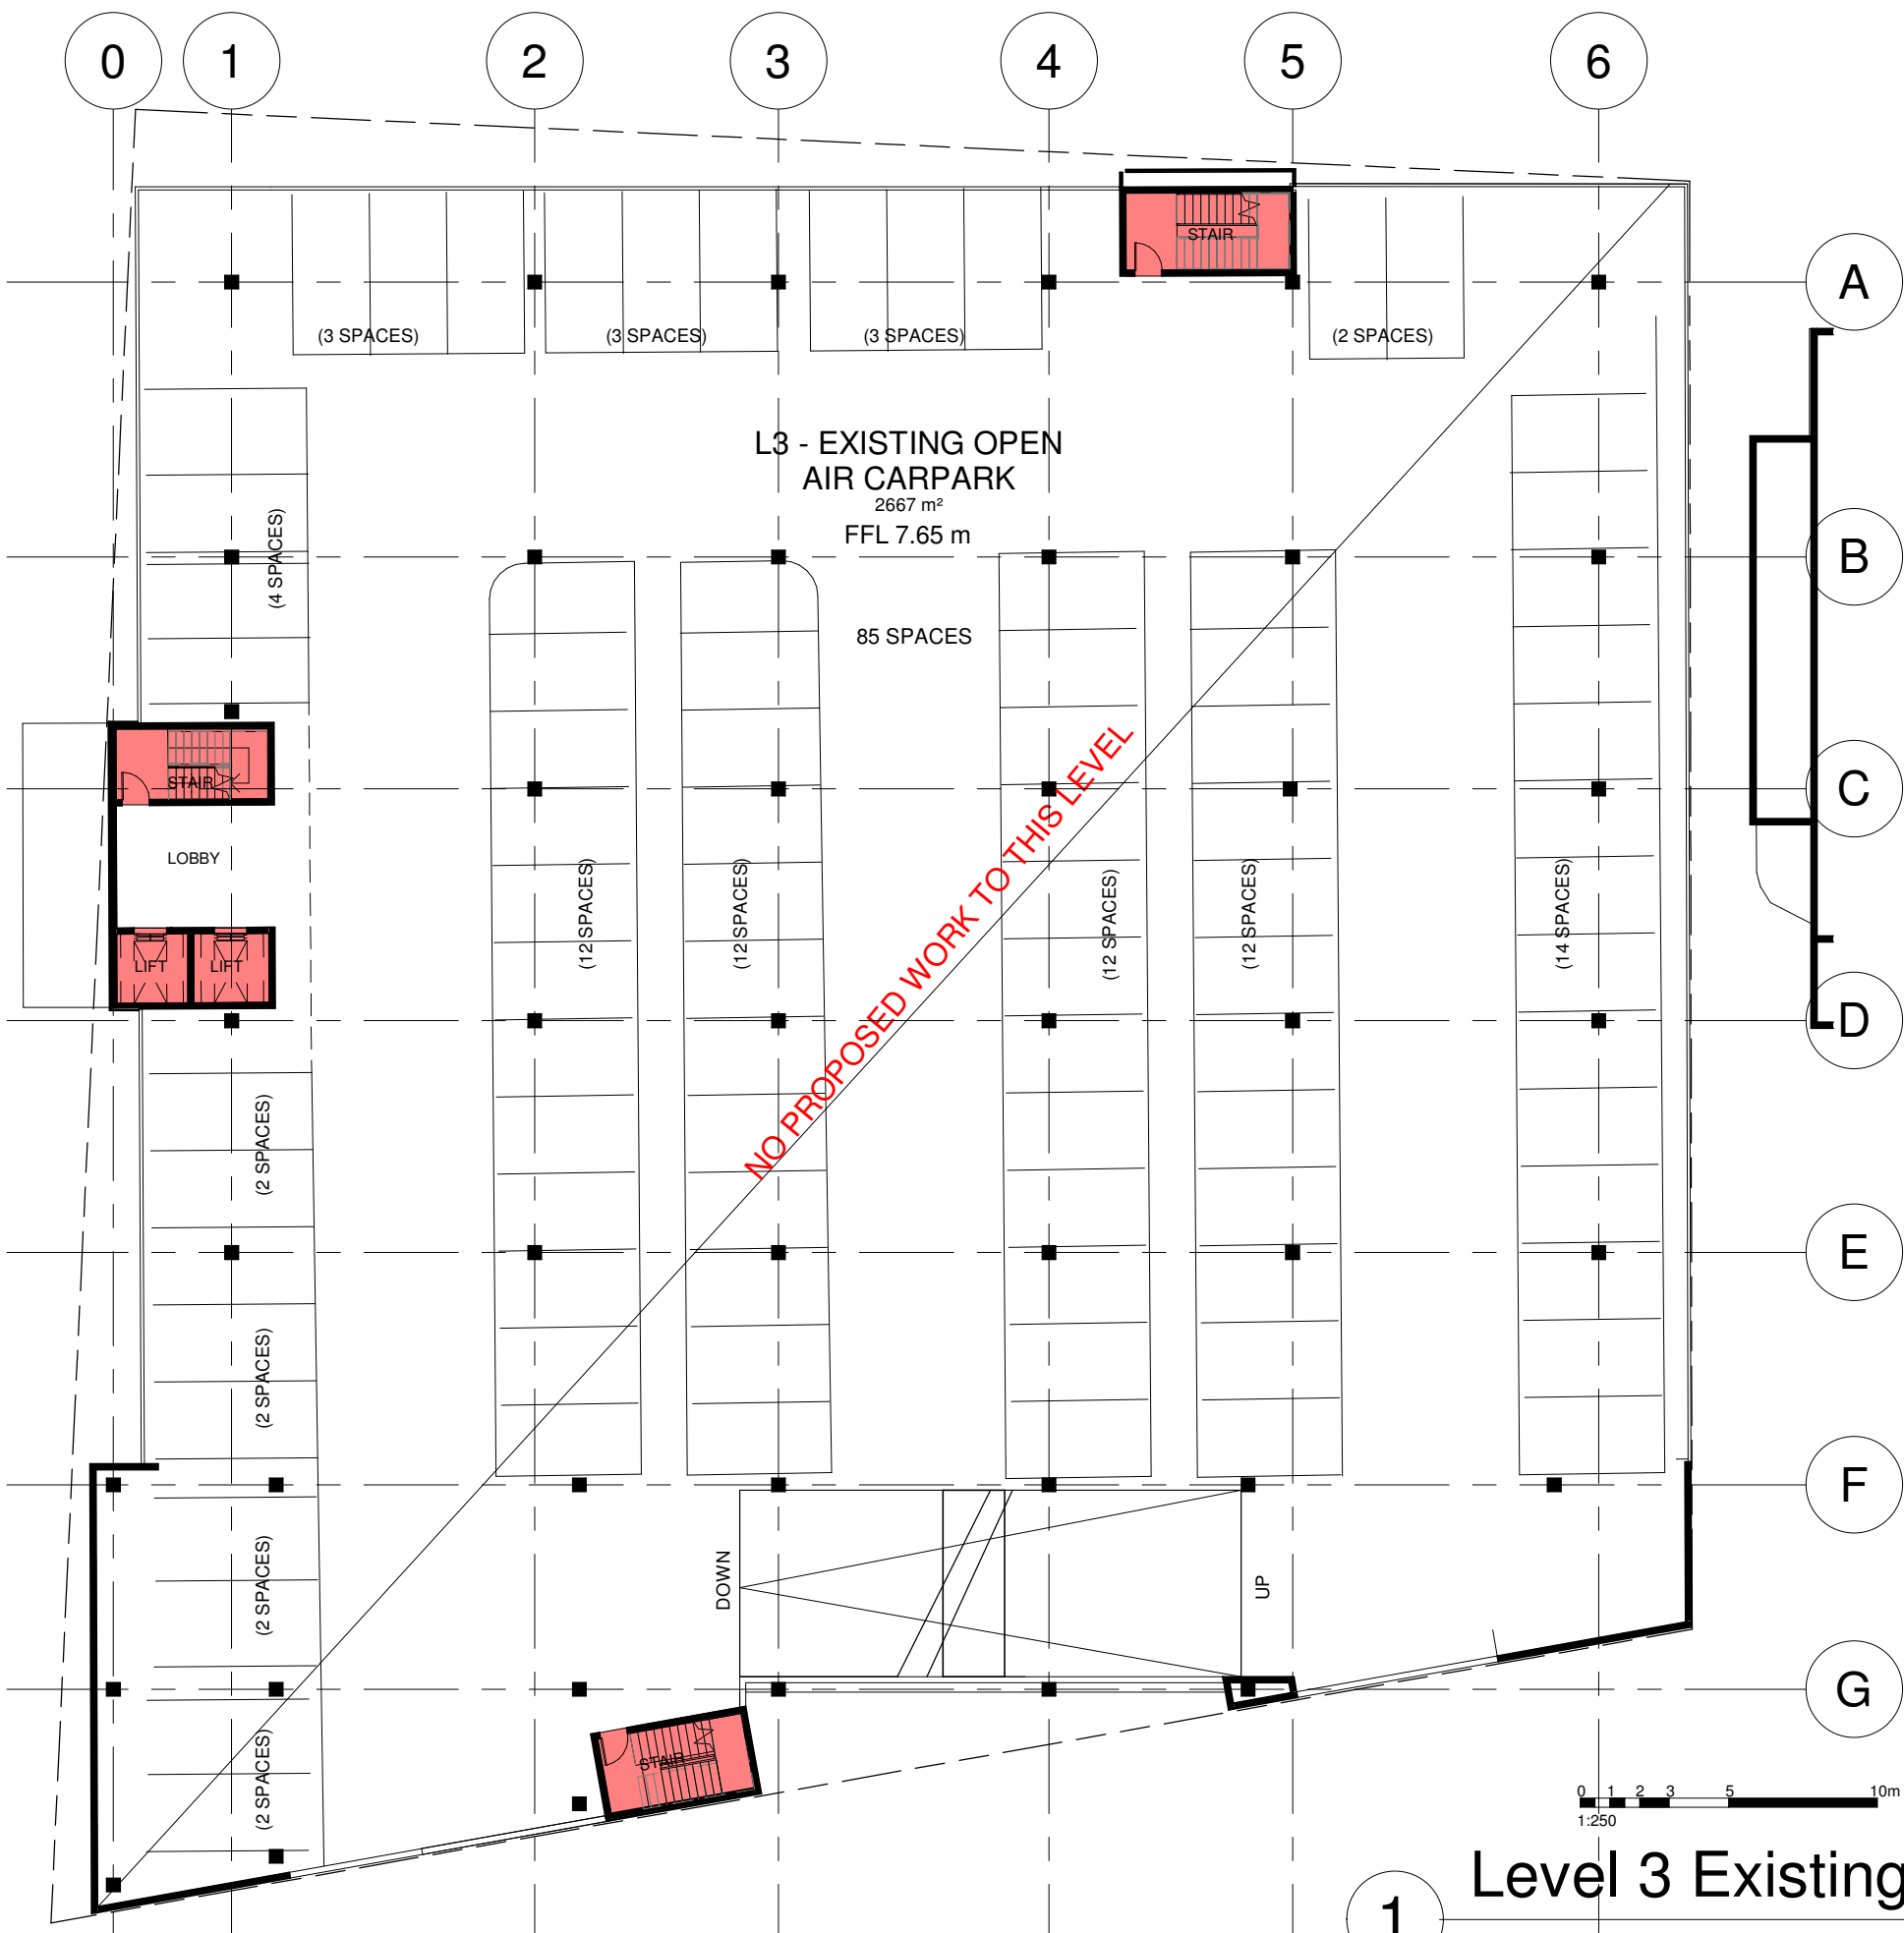 0 1 2 3 4 5 6
STAIR
A
(3 SPACES) (3 SPACES) (3 SPACES) (2 SPACES)
L3 - EXISTING OPEN
AIR CARPARK
2667 m²
FFL 7.65 m
(4 SPACES)
B
85 SPACES
NO PROPOSED WORK TO THIS LEVEL
STAIR
C
LOBBY
(12 SPACES)
(12 SPACES)
(12 SPACES)
(12 SPACES)
(14 SPACES)
LIFT LIFT
D
(2 SPACES)
E
(2 SPACES)
F
(2 SPACES)
DOWN
UP
G
(2 SPACES)
STAIR
0 1 2 3 5 10m
1:250
Level 3 Existing
1